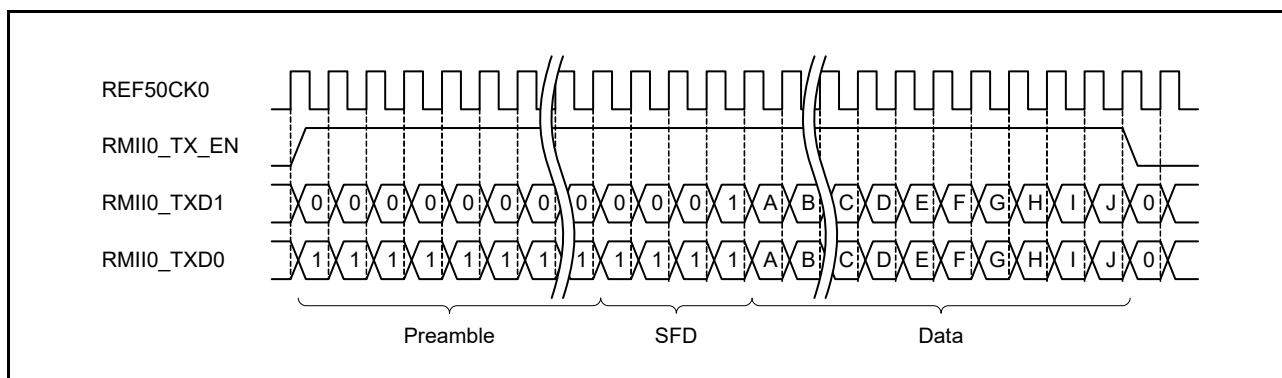 REF50CK0
RMII0_TX_EN
RMII0_TXD1 0 0 0 0 0 0 0 0 0 0 0 1 A B C D E F G H I J 0
RMII0_TXD0 1 1 1 1 1 1 1 1 1 1 1 1 A B C D E F G H I J 0
Preamble SFD Data